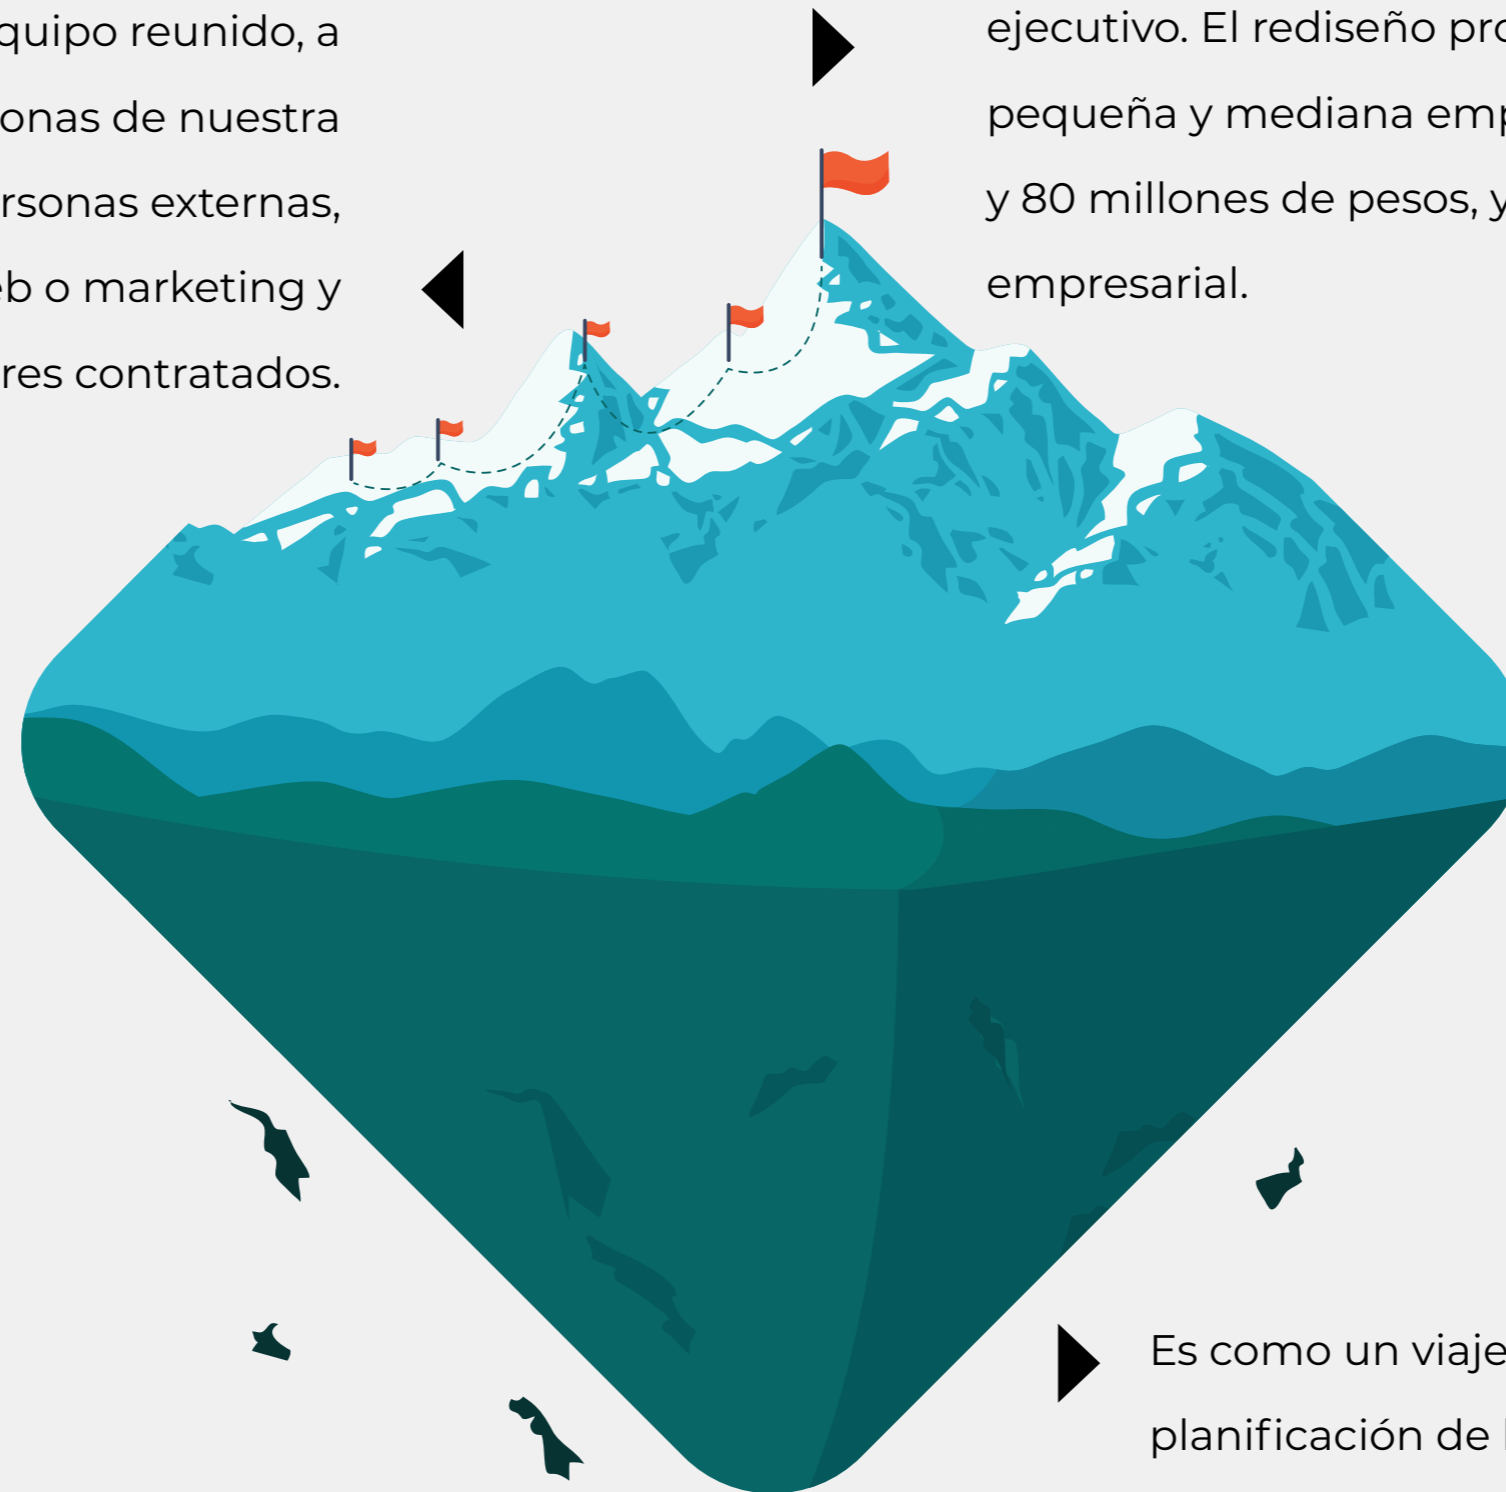 quipo reunido, a
onas de nuestra
rsonas externas,
eb o marketing y
res contratados.
ejecutivo. El rediseño pro
pequeña y mediana emp
y 80 millones de pesos, y
empresarial.
Es como un viaje
planificación de l